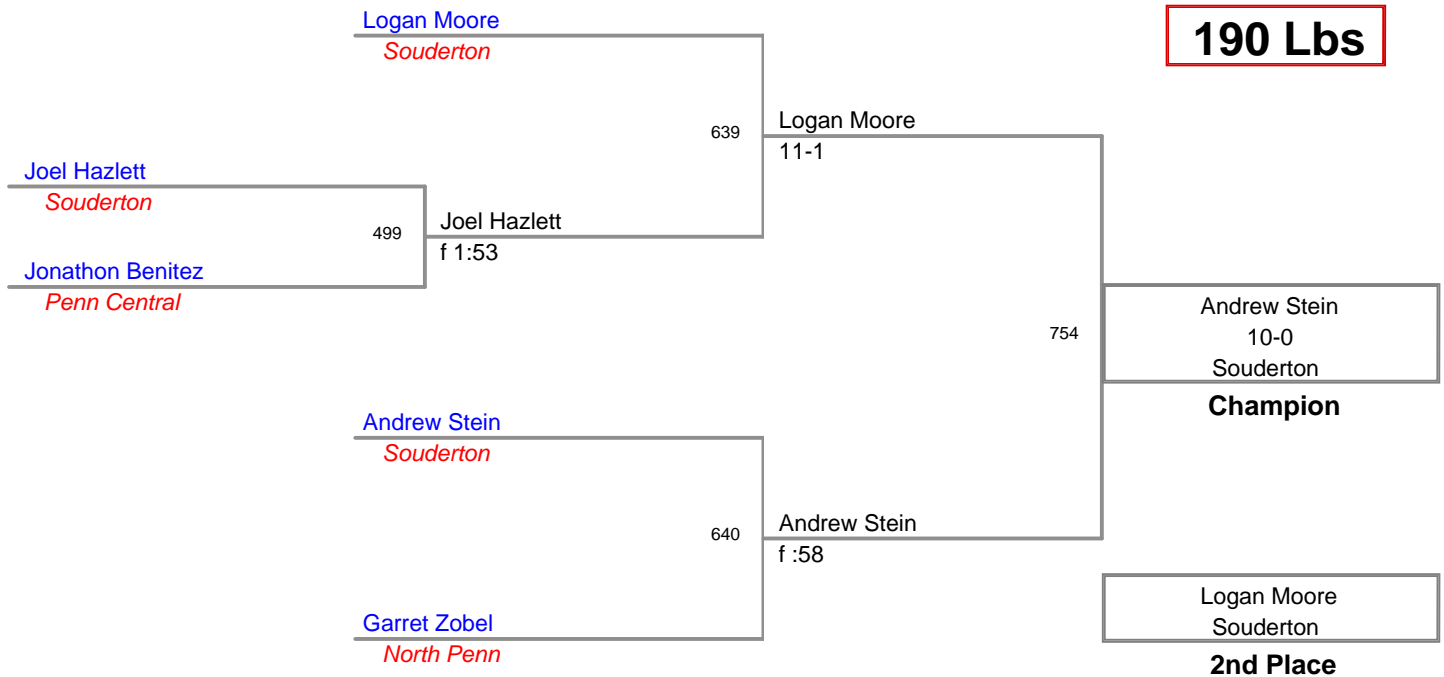 Logan Moore
Souderton
190 Lbs
639
Logan Moore
11-1
Joel Hazlett
Souderton
499
Joel Hazlett
f 1:53
Jonathon Benitez
Penn Central
754
Andrew Stein
10-0
Souderton
Champion
Andrew Stein
Souderton
640
Andrew Stein
f :58
Garret Zobel
North Penn
Logan Moore
Souderton
2nd Place